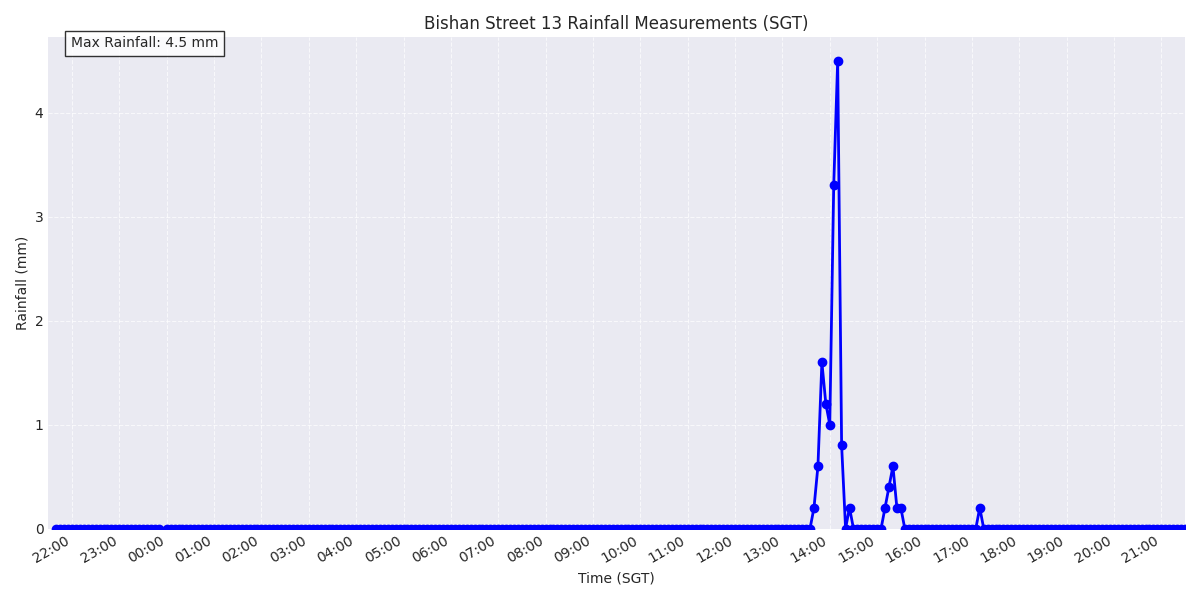 Bishan Street 13 Rainfall Measurements (SGT)
Max Rainfall: 4.5 mm
Rainfall (mm)
4
3
2
1
0
22:00 23:00 00:00 01:00 02:00 03:00 04:00 05:00 06:00 07:00 08:00 09:00 10:00 11:00 12:00 13:00 14:00 15:00 16:00 17:00 18:00 19:00 20:00 21:00
Time (SGT)